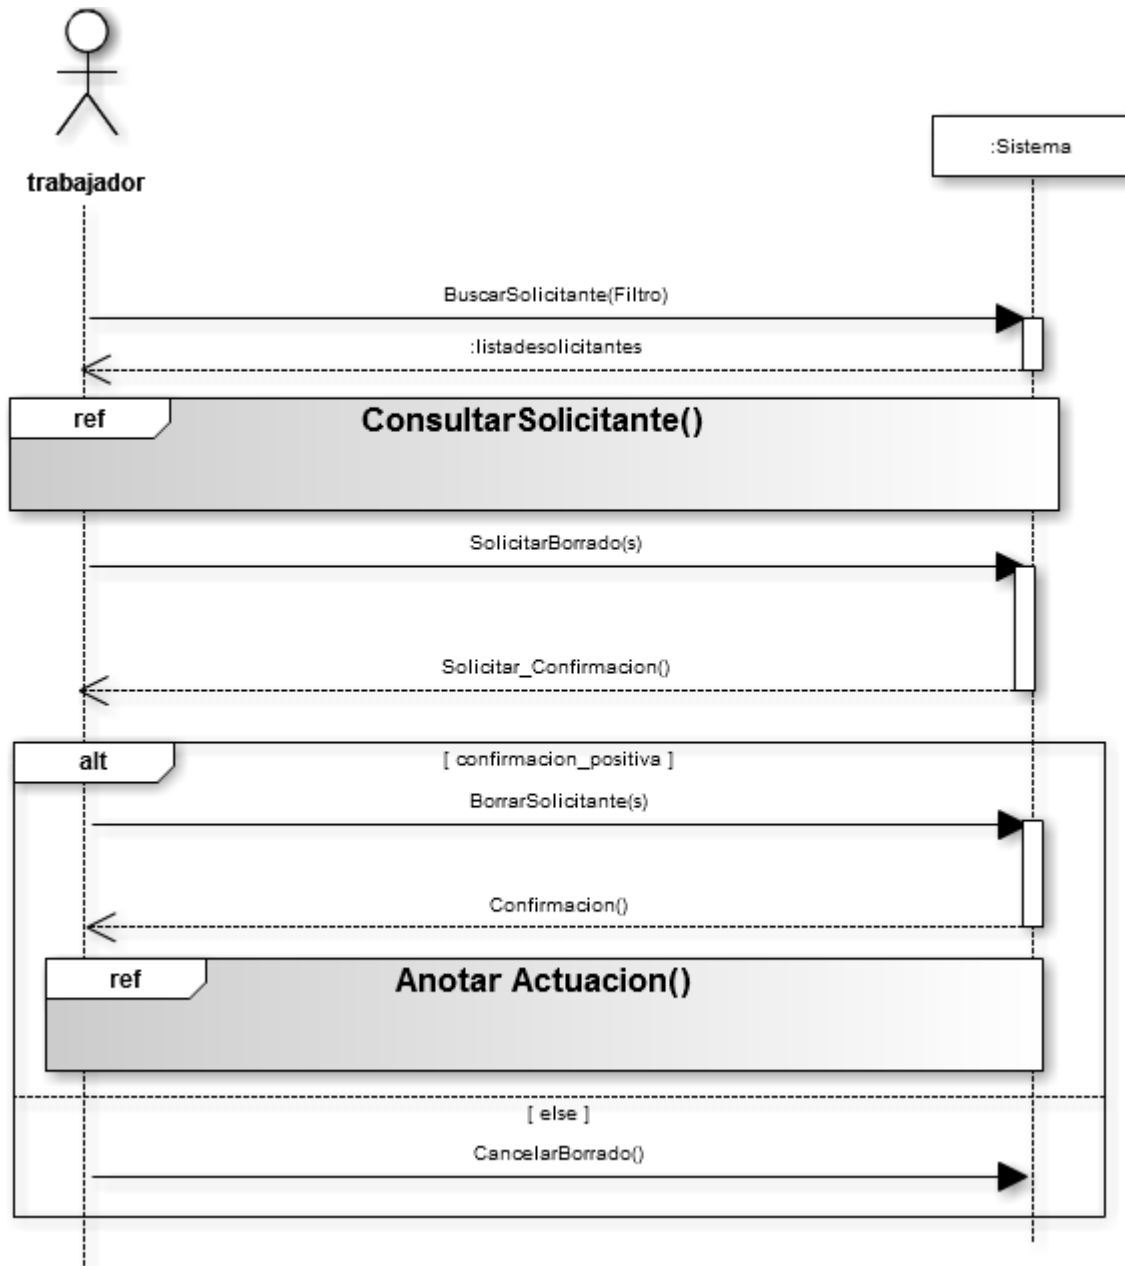 trabajador
:Sistema
BuscarSolicitante(Filtro)
:listadesolicitantes
ref
ConsultarSolicitante()
SolicitarBorrado(s)
Solicitar_Confirmacion()
alt
[ confirmacion_positiva ]
BorrarSolicitante(s)
Confirmacion()
ref
Anotar Actuacion()
[ else ]
CancelarBorrado()